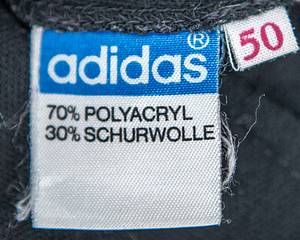 adidas®
50
70% POLYACRYL
30% SCHURWOLLE